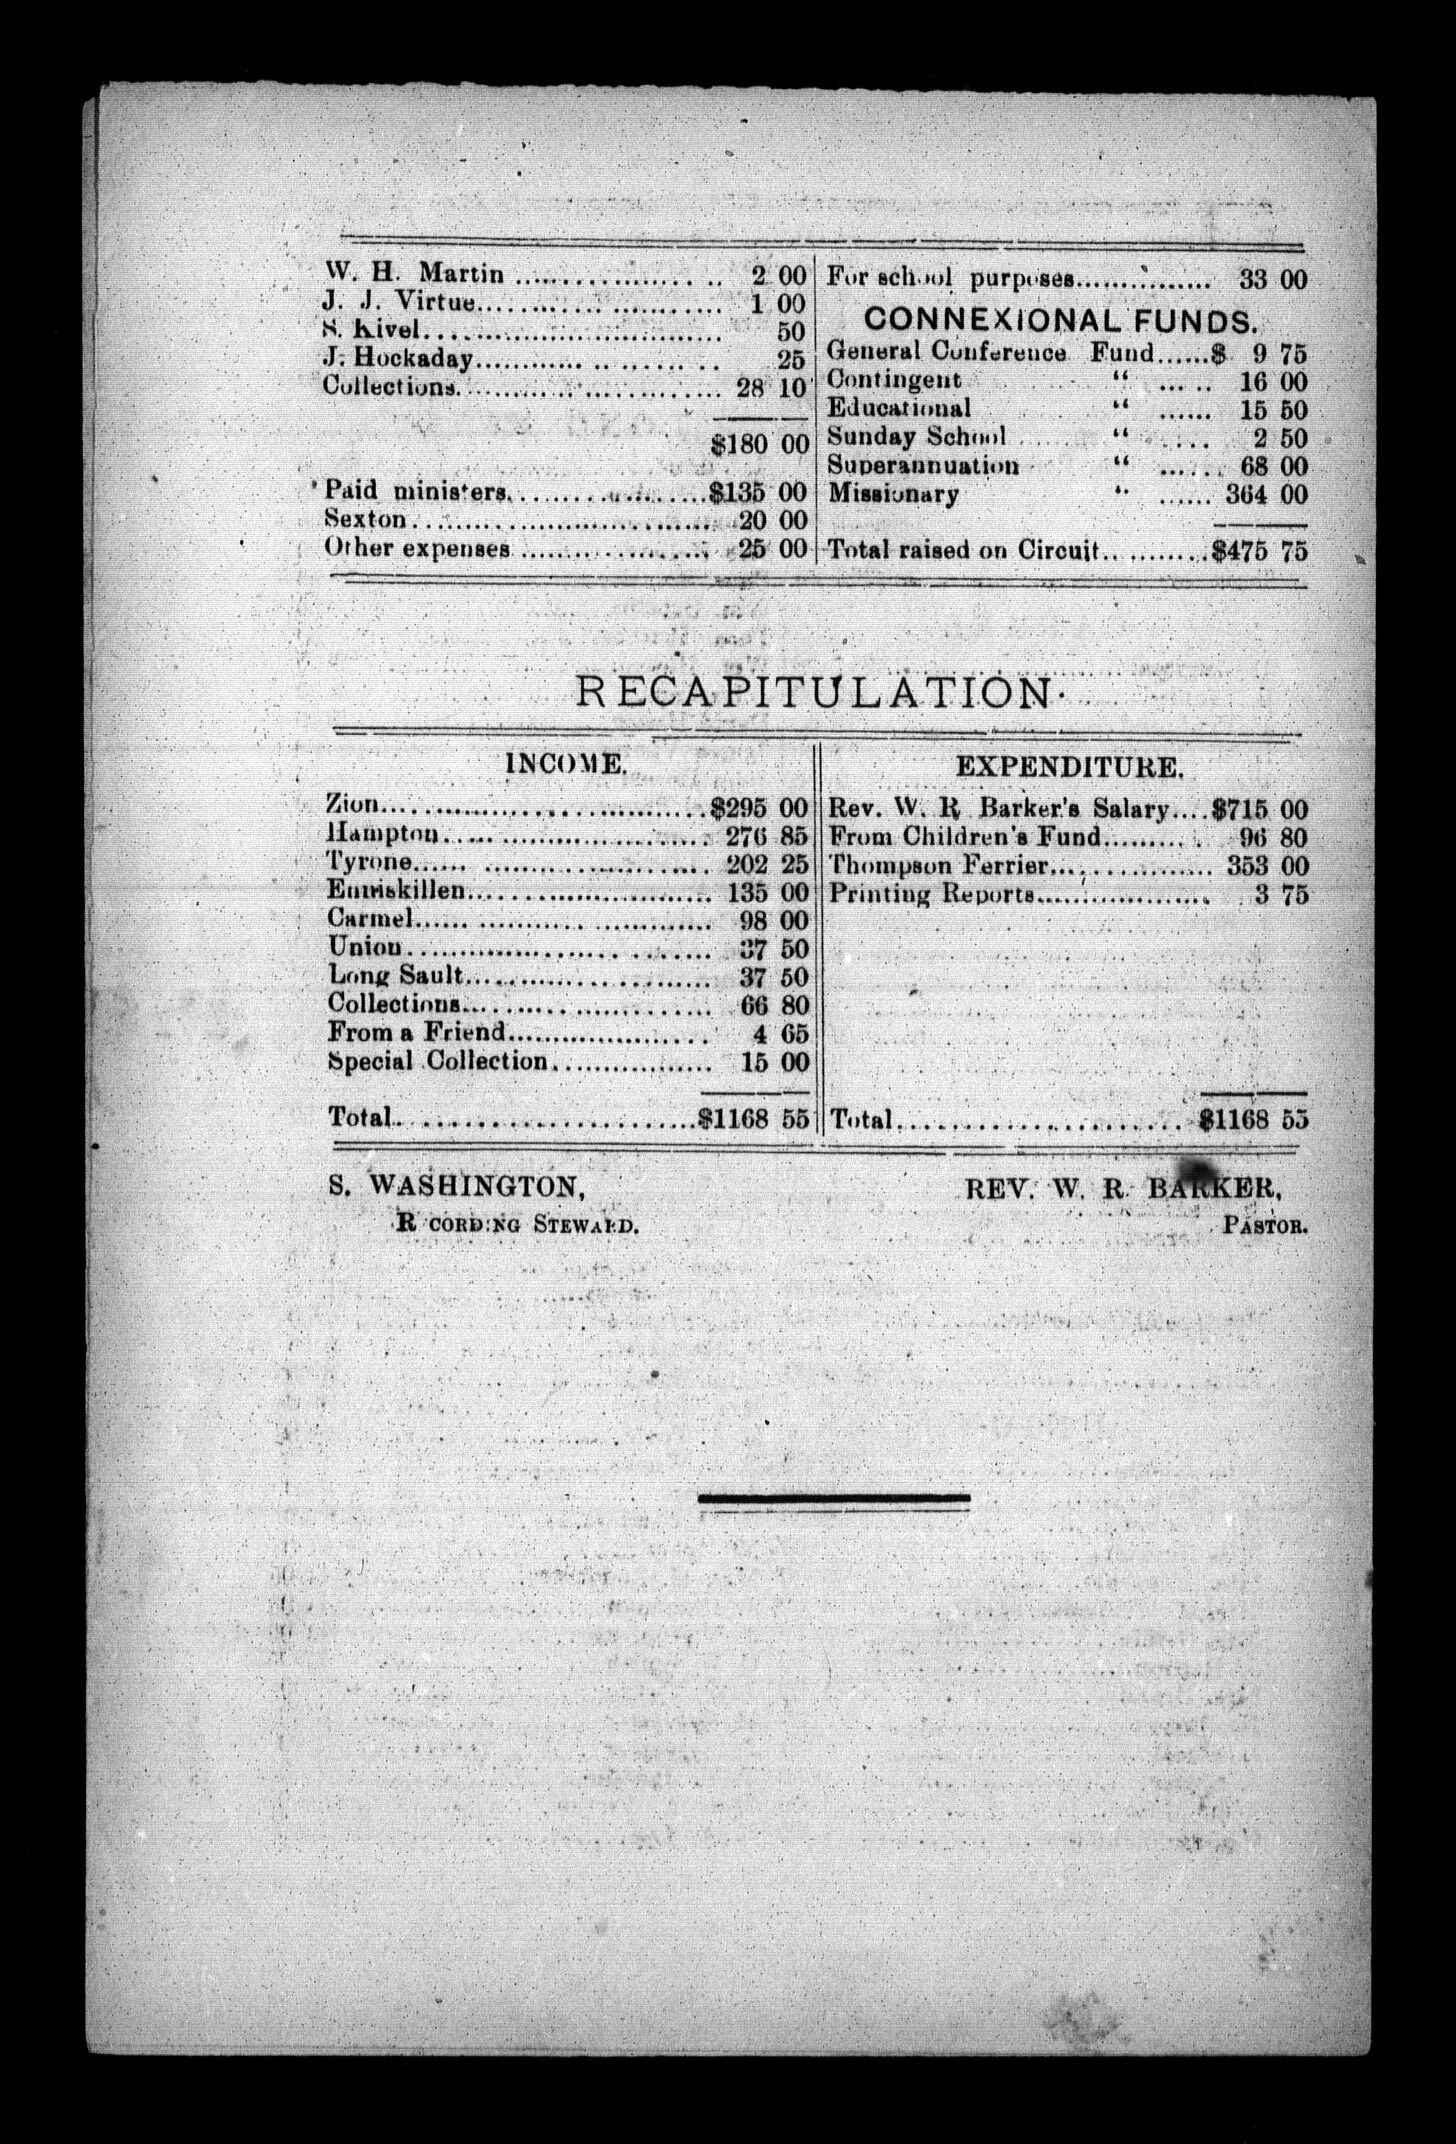 W. H. Martin ...................... 2 00
J. J. Virtue...................... 1 00
S. Kivel...................... 50
J. Hockaday...................... 25
Collections...................... 28 10
$180 00
Paid ministers......................$135 00
Sexton...................... 20 00
Other expenses ...................... 25 00
For school purposes............... 33 00
CONNEXIONAL FUNDS.
General Conference Fund......$ 9 75
Contingent “ ...... 16 00
Educational “ ...... 15 50
Sunday School “ ...... 2 50
Superannuation “ ...... 68 00
Missionary “ ...... 364 00
Total raised on Circuit...........$475 75
RECAPITULATION.
INCOME.
Zion......................$295 00
Hampton...................... 276 85
Tyrone...................... 202 25
Enniskillen...................... 135 00
Carmel...................... 98 00
Union...................... 37 50
Long Sault...................... 37 50
Collections...................... 66 80
From a Friend...................... 4 65
Special Collection................. 15 00
Total......................$1168 55
EXPENDITURE.
Rev. W. R. Barker's Salary....$715 00
From Children's Fund.......... 96 80
Thompson Ferrier............... 353 00
Printing Reports.................. 3 75
Total......................$1168 55
S. WASHINGTON,
R cording Steward.
REV. W. R. BARKER,
Pastor.